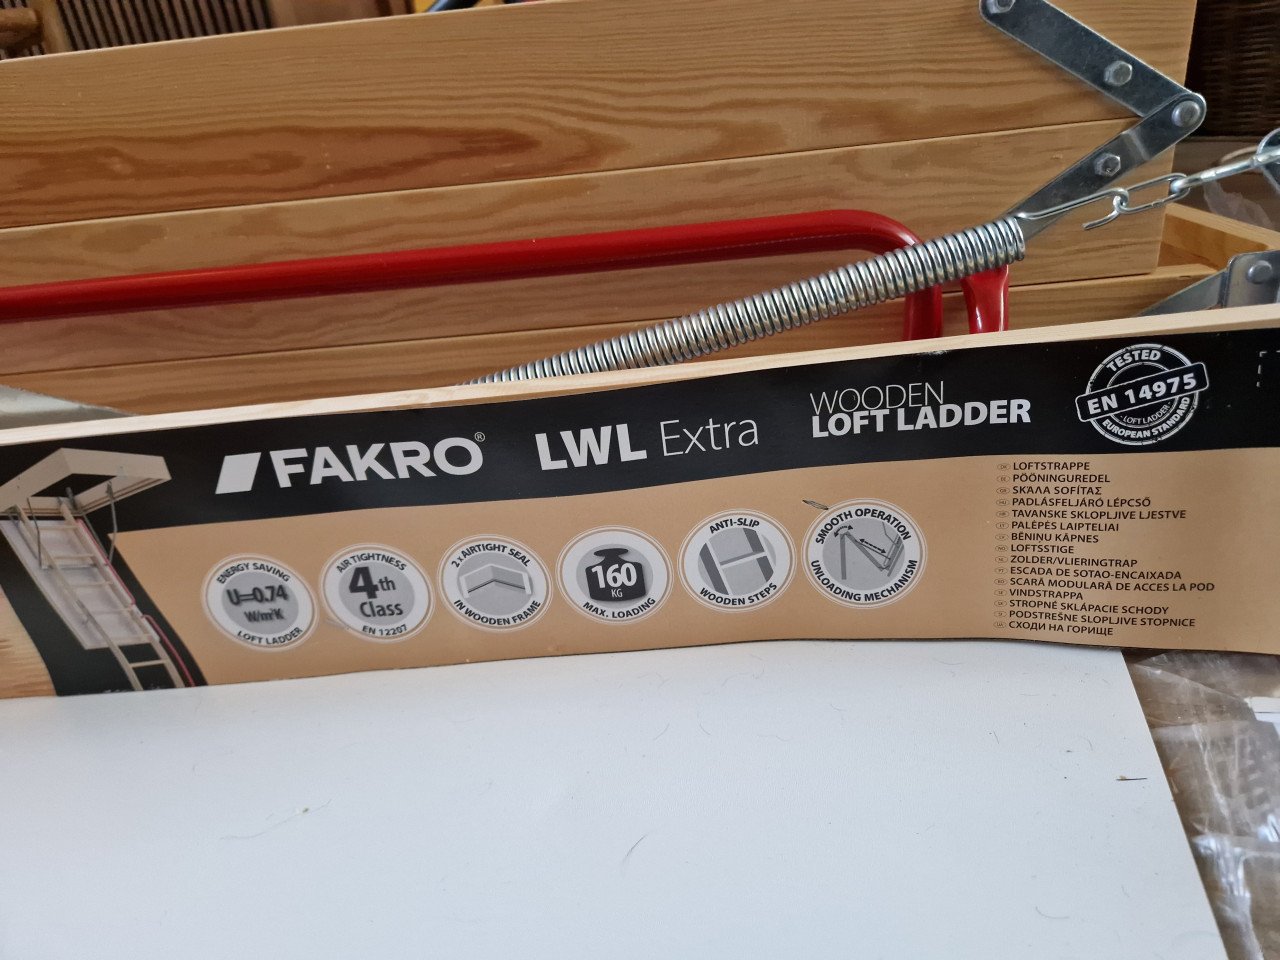 FAKRO®
LWL Extra
WOODEN
LOFT LADDER
TESTED
EN 14975
- LOFT LADDER -
EUROPEAN STANDARD
ENERGY SAVING
U=0.74
W/m²K
LOFT LADDER
AIR TIGHTNESS
4th
Class
EN 12207
2 x AIRTIGHT SEAL
IN WOODEN FRAME
160
KG
MAX. LOADING
ANTI-SLIP
WOODEN STEPS
SMOOTH OPERATION
UNLOADING MECHANISM
LOFTSTRAPPE
PÖÖNINGUREDEL
ΣΚΑΛΑ ΣΟΦΙΤΑΣ
PADLÁSFELJÁRÓ LÉPCSŐ
TAVANSKE SKLOPLJIVE LJESTVE
PALĖPĖS LAIPTELIAI
BĒNIŅU KĀPNES
LOFTSSTIGE
ZOLDER/VLIERINGTRAP
ESCADA DE SOTAO-ENCAIXADA
SCARĂ MODULARĂ DE ACCES LA POD
VINDSTRAPPA
STROPNÉ SKLÁPACIE SCHODY
PODSTREŠNE SLOPLJIVE STOPNICE
СХОДИ НА ГОРИЩЕ